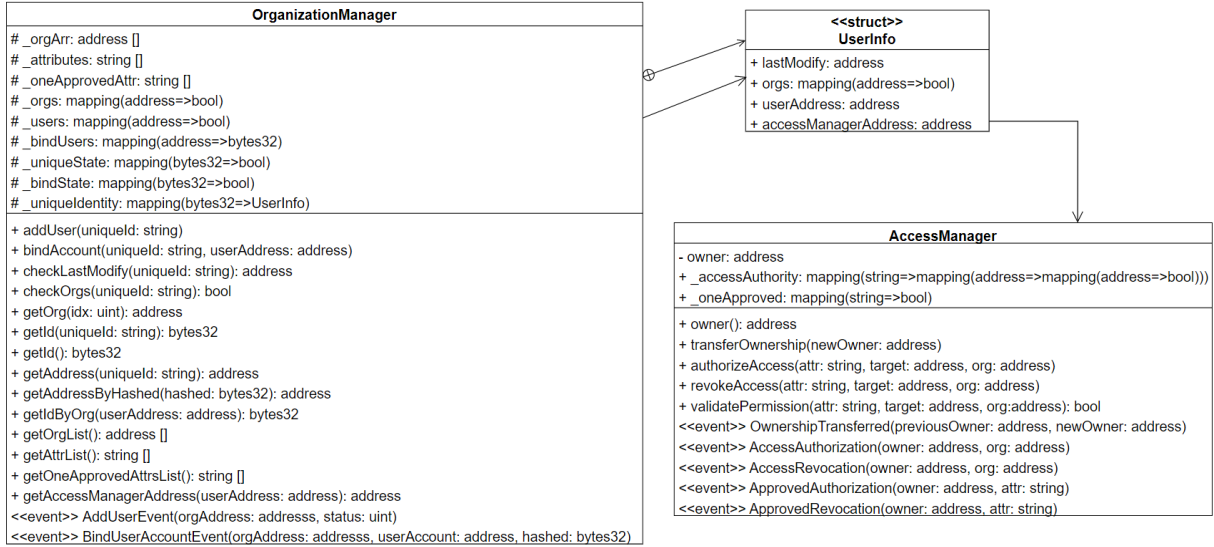 OrganizationManager
# _orgArr: address []
# _attributes: string []
# _oneApprovedAttr: string []
# _orgs: mapping(address=>bool)
# _users: mapping(address=>bool)
# _bindUsers: mapping(address=>bytes32)
# _uniqueState: mapping(bytes32=>bool)
# _bindState: mapping(bytes32=>bool)
# _uniqueIdentity: mapping(bytes32=>UserInfo)
+ addUser(uniqueId: string)
+ bindAccount(uniqueId: string, userAddress: address)
+ checkLastModify(uniqueId: string): address
+ checkOrgs(uniqueId: string): bool
+ getOrg(idx: uint): address
+ getId(uniqueId: string): bytes32
+ getId(): bytes32
+ getAddress(uniqueId: string): address
+ getAddressByHashed(hashed: bytes32): address
+ getIdByOrg(userAddress: address): bytes32
+ getOrgList(): address []
+ getAttrList(): string []
+ getOneApprovedAttrsList(): string []
+ getAccessManagerAddress(userAddress: address): address
<<event>> AddUserEvent(orgAddress: addresss, status: uint)
<<event>> BindUserAccountEvent(orgAddress: addresss, userAccount: address, hashed: bytes32)
<<struct>>
UserInfo
+ lastModify: address
+ orgs: mapping(address=>bool)
+ userAddress: address
+ accessManagerAddress: address
AccessManager
- owner: address
+ _accessAuthority: mapping(string=>mapping(address=>mapping(address=>bool)))
+ _oneApproved: mapping(string=>bool)
+ owner(): address
+ transferOwnership(newOwner: address)
+ authorizeAccess(attr: string, target: address, org: address)
+ revokeAccess(attr: string, target: address, org: address)
+ validatePermission(attr: string, target: address, org:address): bool
<<event>> OwnershipTransferred(previousOwner: address, newOwner: address)
<<event>> AccessAuthorization(owner: address, org: address)
<<event>> AccessRevocation(owner: address, org: address)
<<event>> ApprovedAuthorization(owner: address, attr: string)
<<event>> ApprovedRevocation(owner: address, attr: string)